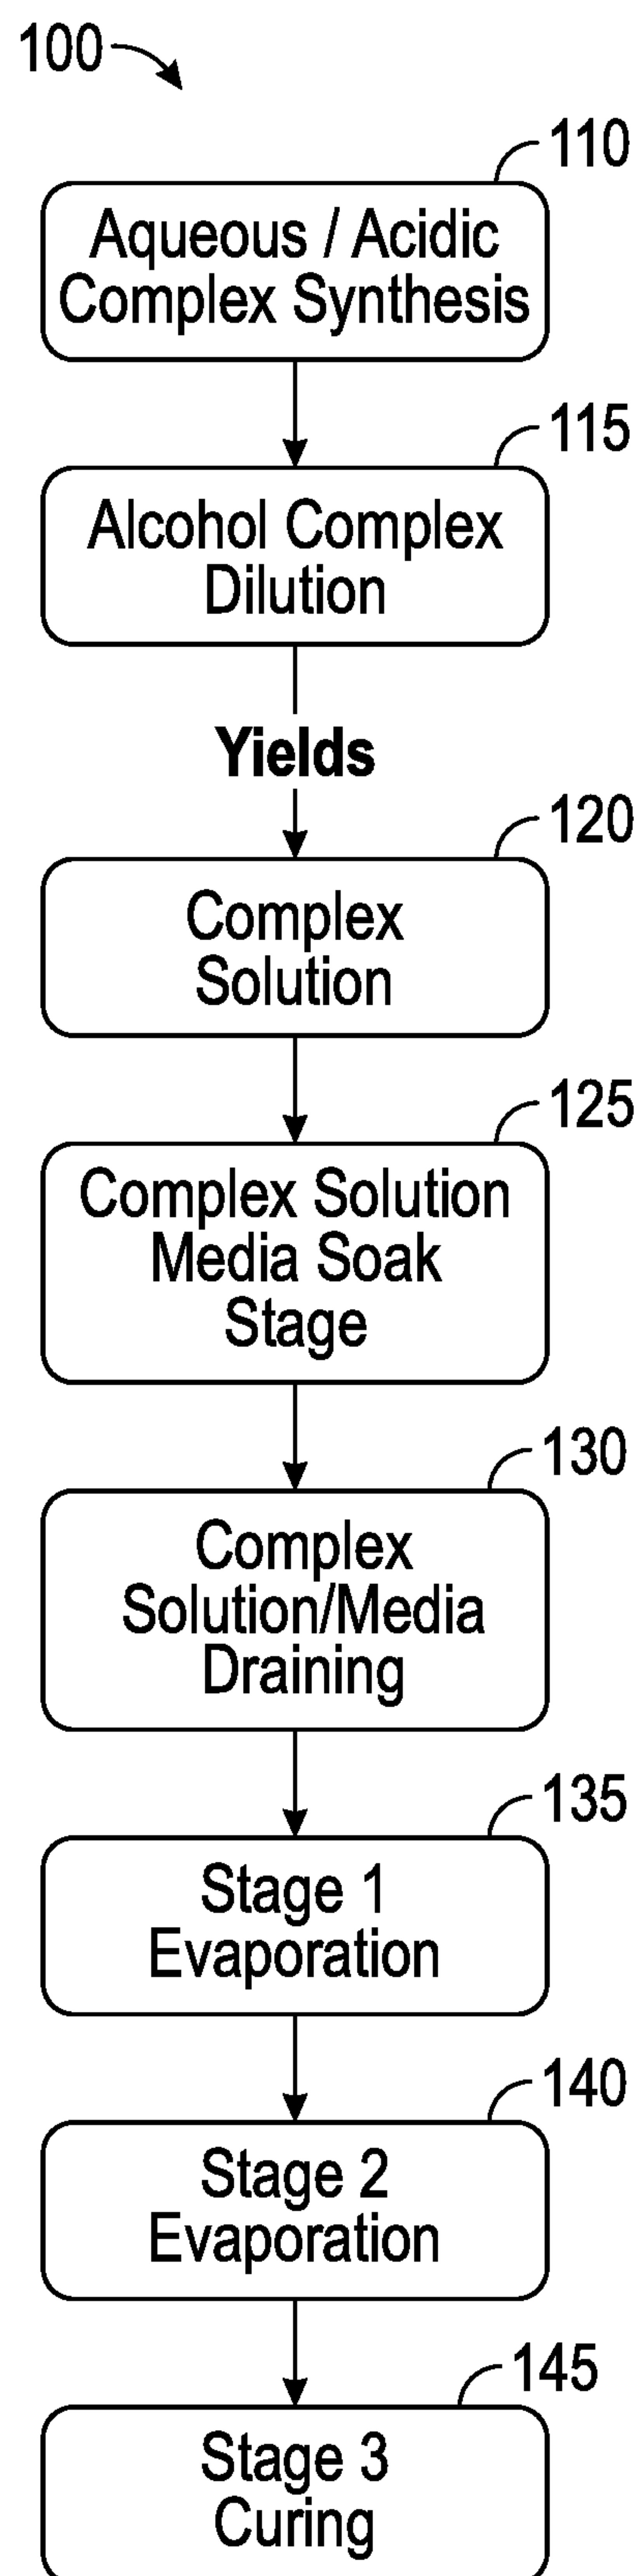 100
110
Aqueous / Acidic
Complex Synthesis
115
Alcohol Complex
Dilution
Yields
120
Complex
Solution
125
Complex Solution
Media Soak
Stage
130
Complex
Solution/Media
Draining
135
Stage 1
Evaporation
140
Stage 2
Evaporation
145
Stage 3
Curing